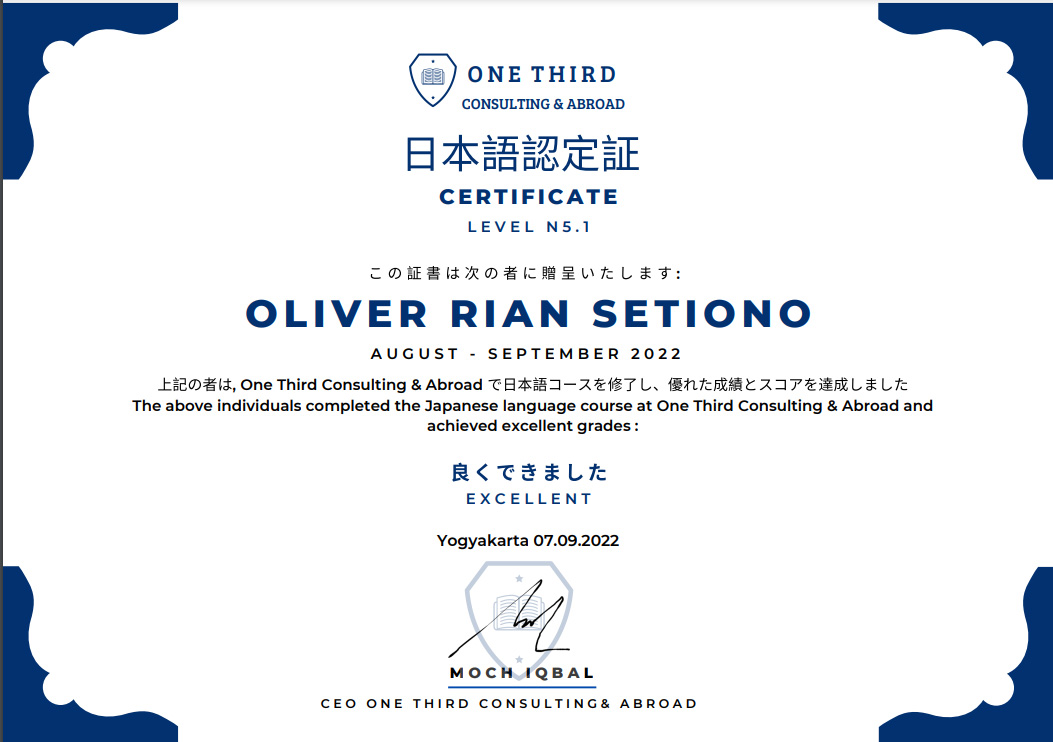 ONE THIRD
CONSULTING & ABROAD
日本語認定証
CERTIFICATE
LEVEL N5.1
この証書は次の者に贈呈いたします:
OLIVER RIAN SETIONO
AUGUST - SEPTEMBER 2022
上記の者は, One Third Consulting & Abroad で日本語コースを修了し、優れた成績とスコアを達成しました
The above individuals completed the Japanese language course at One Third Consulting & Abroad and
achieved excellent grades :
良くできました
EXCELLENT
Yogyakarta 07.09.2022
MOCH IQBAL
CEO ONE THIRD CONSULTING& ABROAD